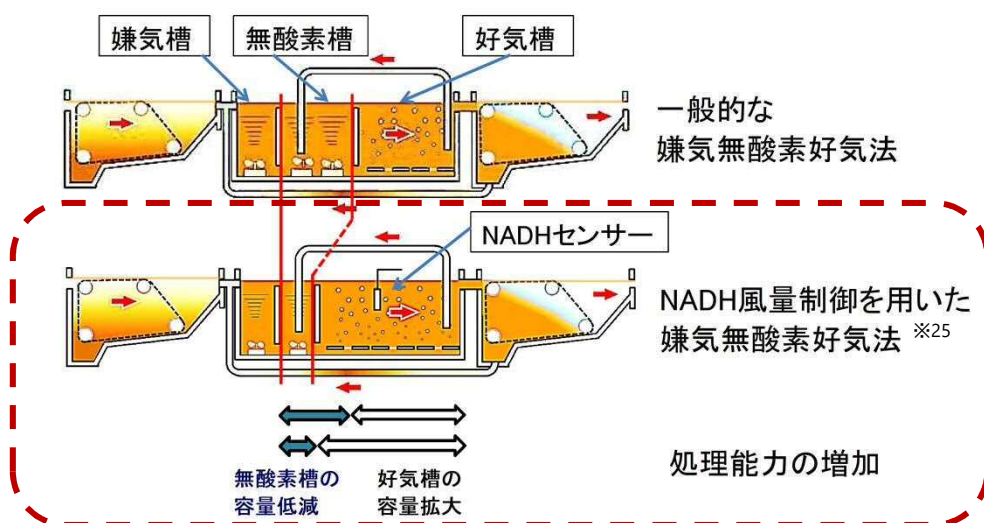 嫌気槽
無酸素槽
好気槽
一般的な
嫌気無酸素好気法
NADHセンサー
NADH風量制御を用いた
嫌気無酸素好気法 ※25
無酸素槽の
容量低減
好気槽の
容量拡大
処理能力の増加